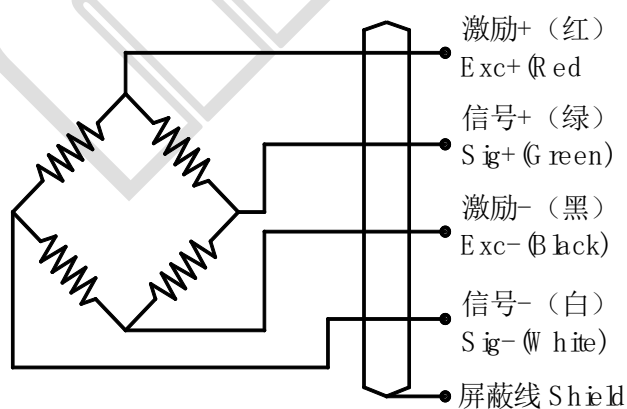 激励+（红）
Exc+(Red
信号+（绿）
Sig+(Green)
激励-（黑）
Exc-(Black)
信号-（白）
Sig-(White)
屏蔽线 Shield